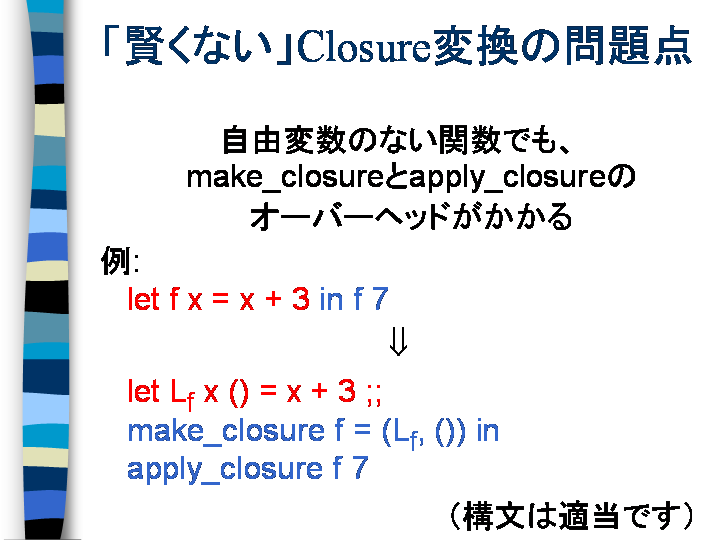 「賢くない」Closure変換の問題点
自由変数のない関数でも、
make_closureとapply_closureの
オーバーヘッドがかかる
例:
let f x = x + 3 in f 7
⇓
let Lf x () = x + 3 ;;
make_closure f = (Lf, ()) in
apply_closure f 7
（構文は適当です）